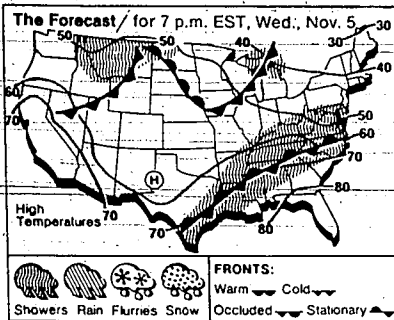 The Forecast / for 7 p.m. EST, Wed., Nov. 5
50
50
40
30
30
40
60
70
50
60
70
H
80
70
70
80
High
Temperatures
Showers Rain Flurries Snow
FRONTS:
Warm Cold
Occluded Stationary